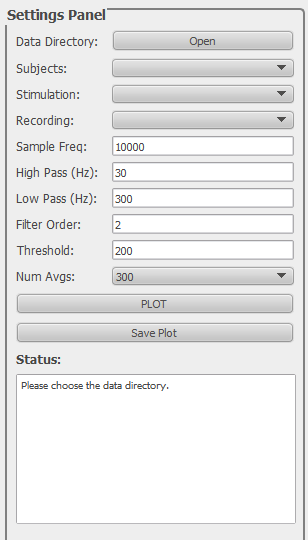 Settings Panel
Data Directory: Open
Subjects:
Stimulation:
Recording:
Sample Freq: 10000
High Pass (Hz): 30
Low Pass (Hz): 300
Filter Order: 2
Threshold: 200
Num Avgs: 300
PLOT
Save Plot
Status:
Please choose the data directory.